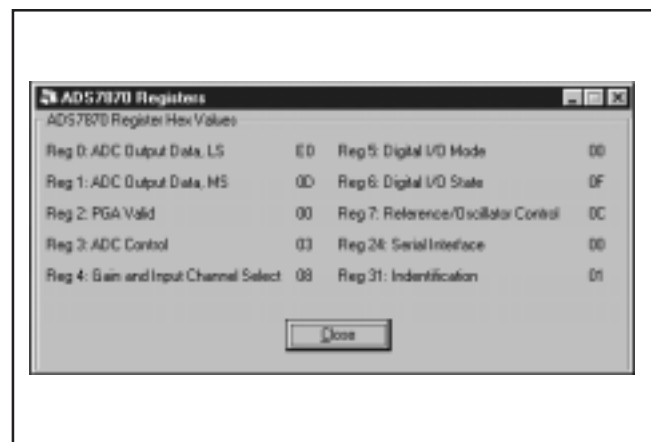 ADS7870 Registers
ADS7870 Register Hex Values
Reg 0: ADC Output Data, LS E0 Reg 5: Digital I/O Mode 00
Reg 1: ADC Output Data, MS 0D Reg 6: Digital I/O State 0F
Reg 2: PGA Valid 00 Reg 7: Reference/Oscillator Control 0C
Reg 3: ADC Control 03 Reg 24: Serial Interface 00
Reg 4: Gain and Input Channel Select 08 Reg 31: Indentification 01
Close